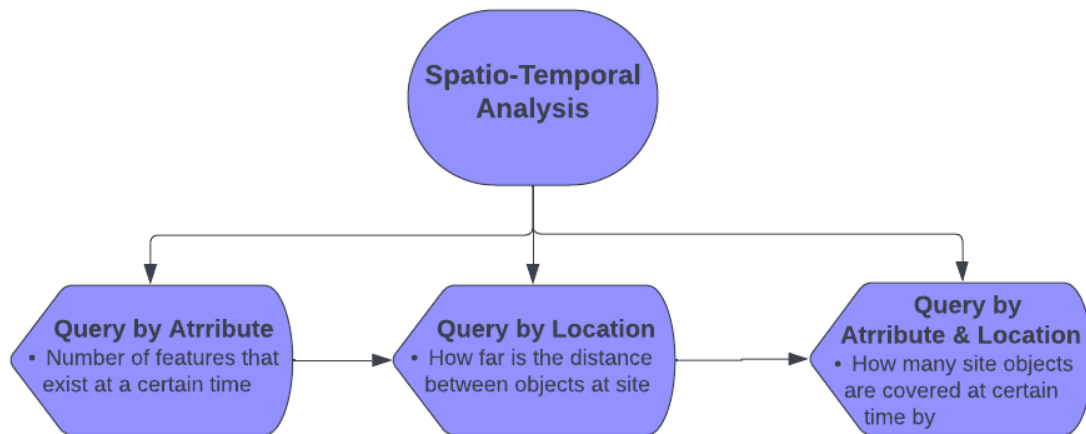 Spatio-Temporal
Analysis
Query by Atrribute
• Number of features that
exist at a certain time
Query by Location
• How far is the distance
between objects at site
Query by
Atrribute & Location
• How many site objects
are covered at certain
time by